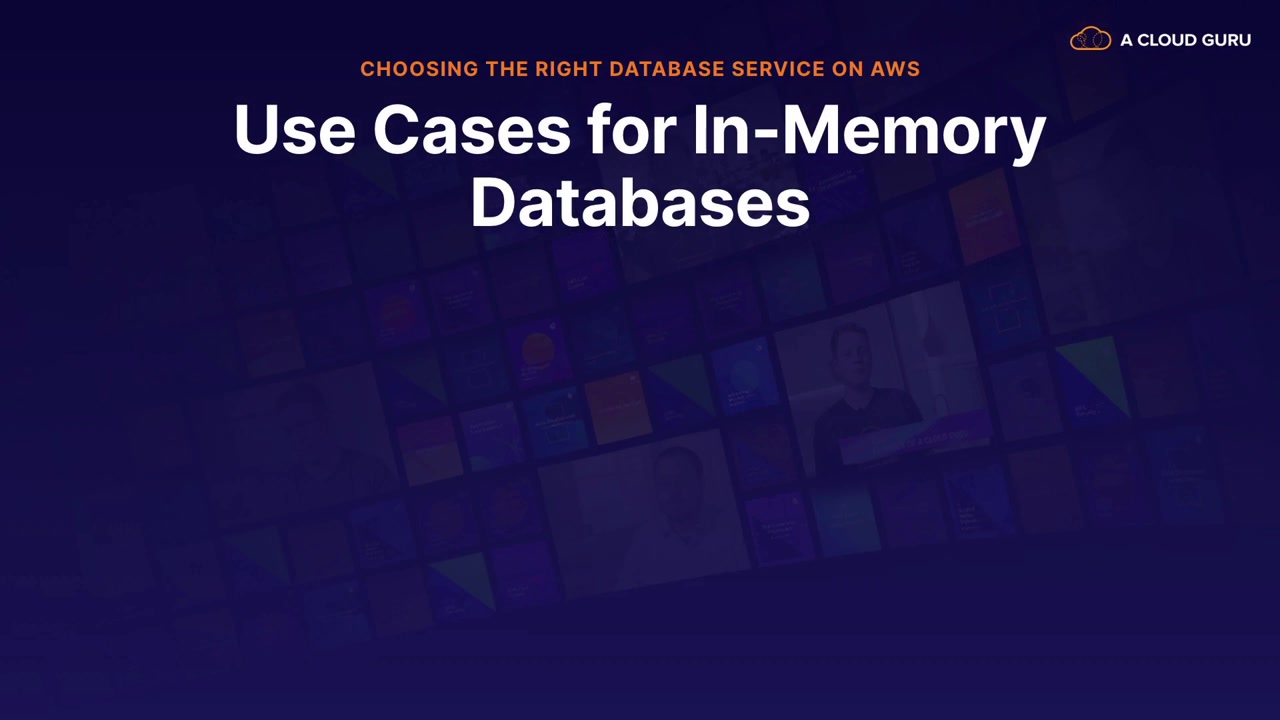 A CLOUD GURU
CHOOSING THE RIGHT DATABASE SERVICE ON AWS
Use Cases for In-Memory
Databases